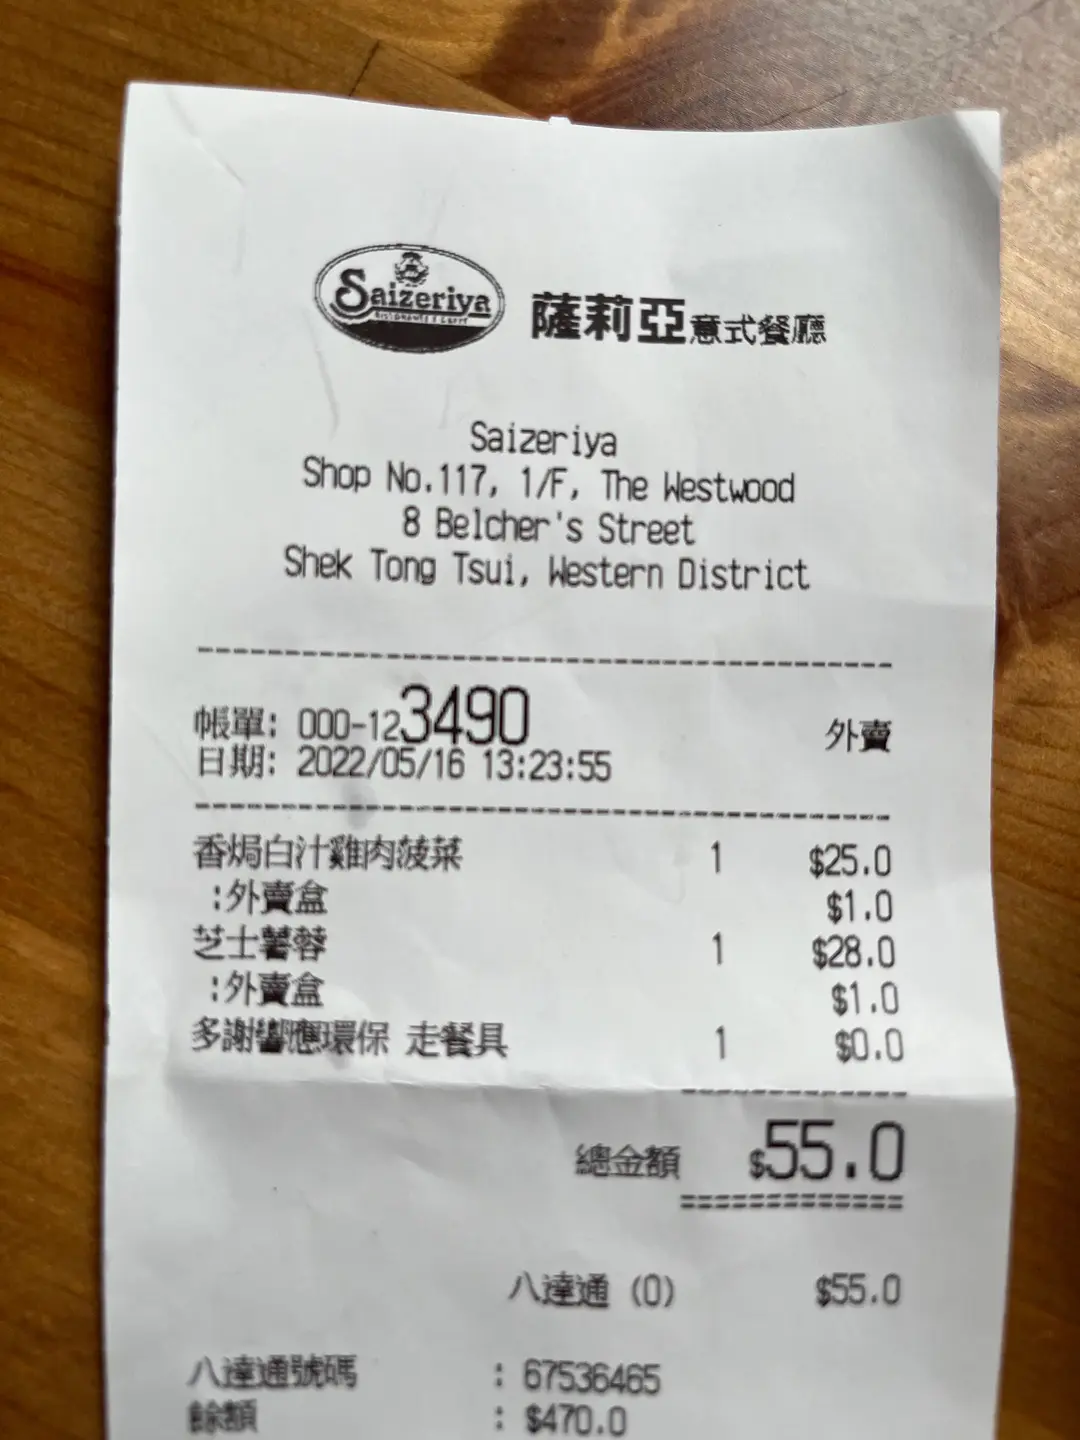 Saizeriya
RISTORANTE E CAFFÈ
薩莉亞意式餐廳
Saizeriya
Shop No.117, 1/F, The Westwood
8 Belcher's Street
Shek Tong Tsui, Western District
帳單: 000-123490 外賣
日期: 2022/05/16 13:23:55
香焗白汁雞肉菠菜 1 $25.0
:外賣盒 $1.0
芝士薯蓉 1 $28.0
:外賣盒 $1.0
多謝響應環保 走餐具 1 $0.0
總金額 $55.0
八達通 (0) $55.0
八達通號碼 : 67536465
餘額 : $470.0